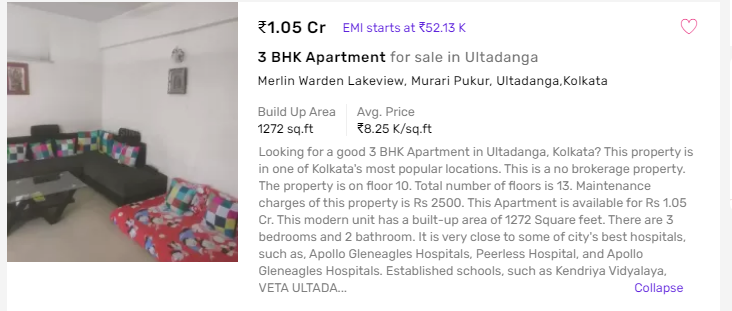 ₹1.05 Cr EMI starts at ₹52.13 K
3 BHK Apartment for sale in Ultadanga
Merlin Warden Lakeview, Murari Pukur, Ultadanga,Kolkata
Build Up Area Avg. Price
1272 sq.ft ₹8.25 K/sq.ft
Looking for a good 3 BHK Apartment in Ultadanga, Kolkata? This property is
in one of Kolkata's most popular locations. This is a no brokerage property.
The property is on floor 10. Total number of floors is 13. Maintenance
charges of this property is Rs 2500. This Apartment is available for Rs 1.05
Cr. This modern unit has a built-up area of 1272 Square feet. There are 3
bedrooms and 2 bathroom. It is very close to some of city's best hospitals,
such as, Apollo Gleneagles Hospitals, Peerless Hospital, and Apollo
Gleneagles Hospitals. Established schools, such as Kendriya Vidyalaya,
VETA ULTADA... Collapse